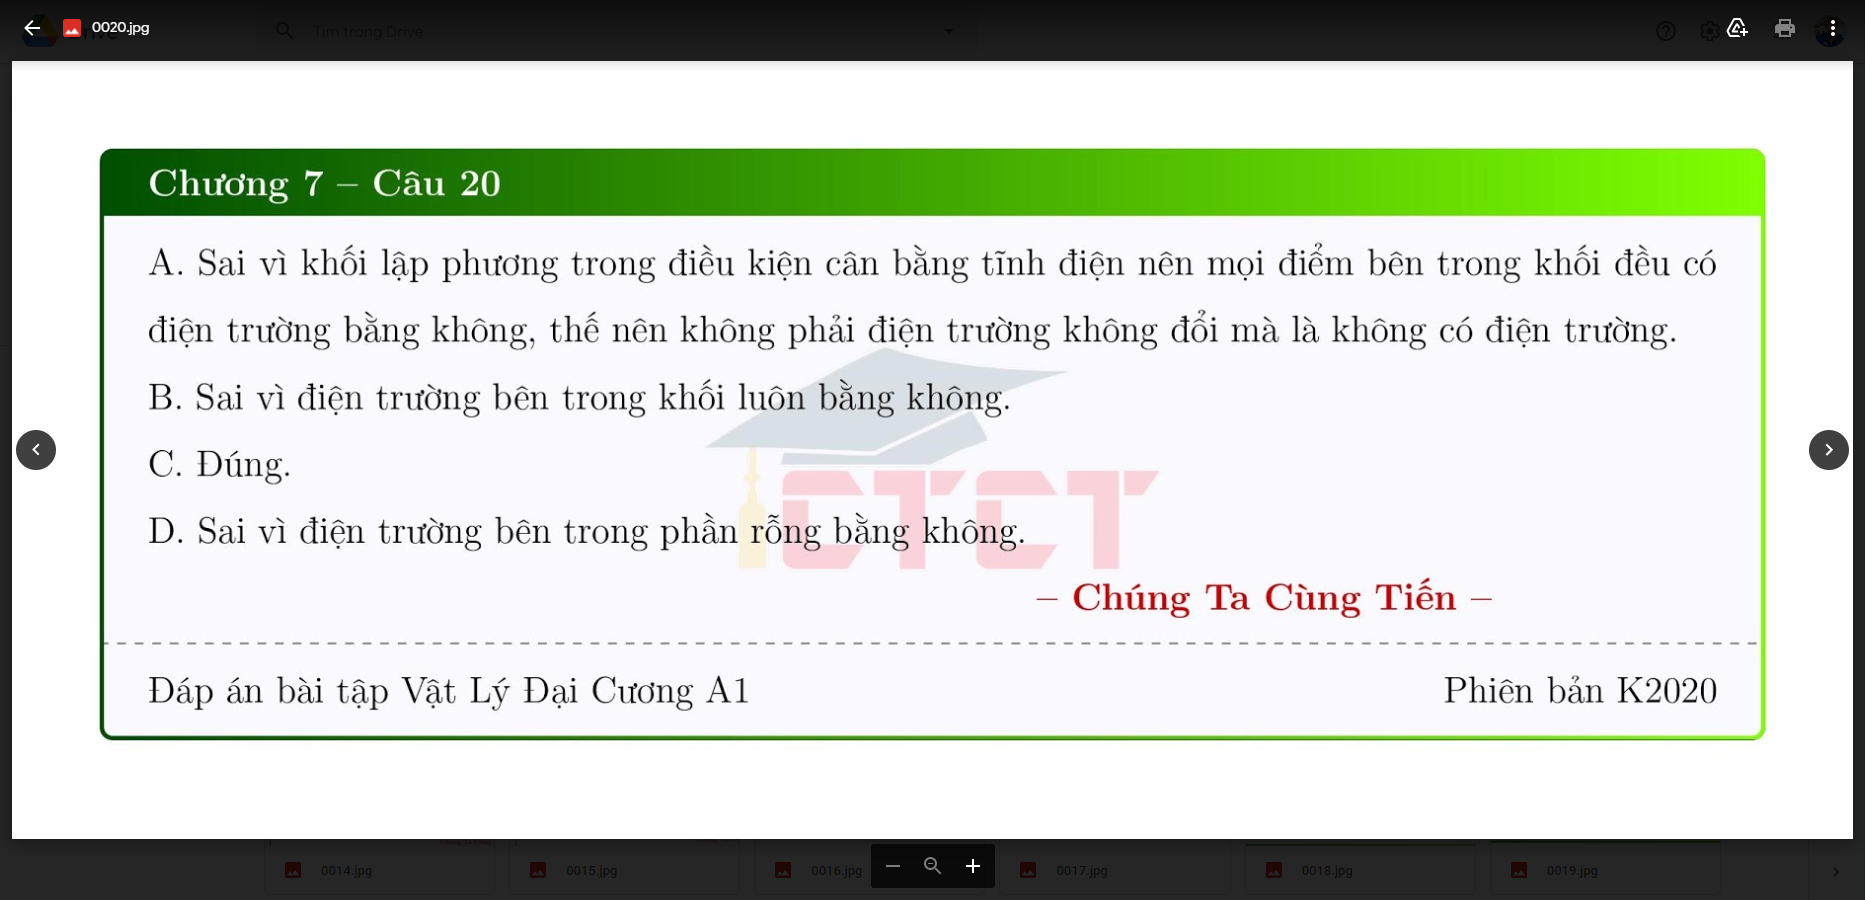 0020.jpg
Tìm trong Drive
Chương 7 – Câu 20
A. Sai vì khối lập phương trong điều kiện cân bằng tĩnh điện nên mọi điểm bên trong khối đều có
điện trường bằng không, thế nên không phải điện trường không đổi mà là không có điện trường.
B. Sai vì điện trường bên trong khối luôn bằng không.
C. Đúng.
D. Sai vì điện trường bên trong phần rỗng bằng không.
CTCT
– Chúng Ta Cùng Tiến –
Đáp án bài tập Vật Lý Đại Cương A1 Phiên bản K2020
0014.jpg 0015.jpg 0016.jpg 0017.jpg 0018.jpg 0019.jpg